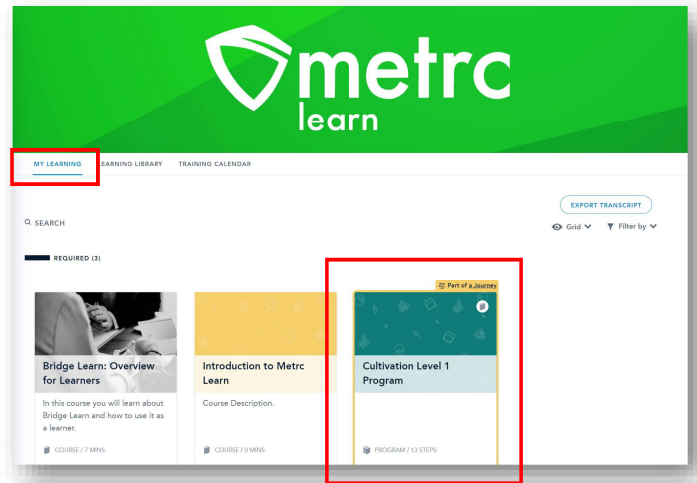 metrc
learn
MY LEARNING LEARNING LIBRARY TRAINING CALENDAR
EXPORT TRANSCRIPT
SEARCH
Grid Filter by
REQUIRED (3)
Part of a Journey
Bridge Learn: Overview
for Learners
In this course you will learn about
Bridge Learn and how to use it as
a learner.
COURSE / 7 MINS
Introduction to Metrc
Learn
Course Description.
COURSE / 0 MINS
Cultivation Level 1
Program
PROGRAM / 13 STEPS